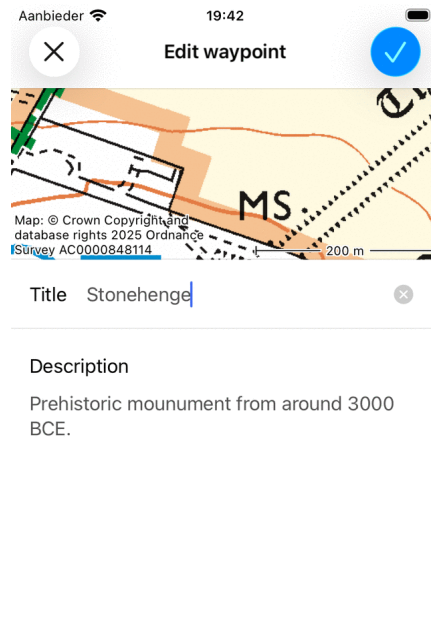 Aanbieder 19:42
Edit waypoint
MS
Map: © Crown Copyright and
database rights 2025 Ordnance
Survey AC0000848114
200 m
Title Stonehenge
Description
Prehistoric mounument from around 3000
BCE.